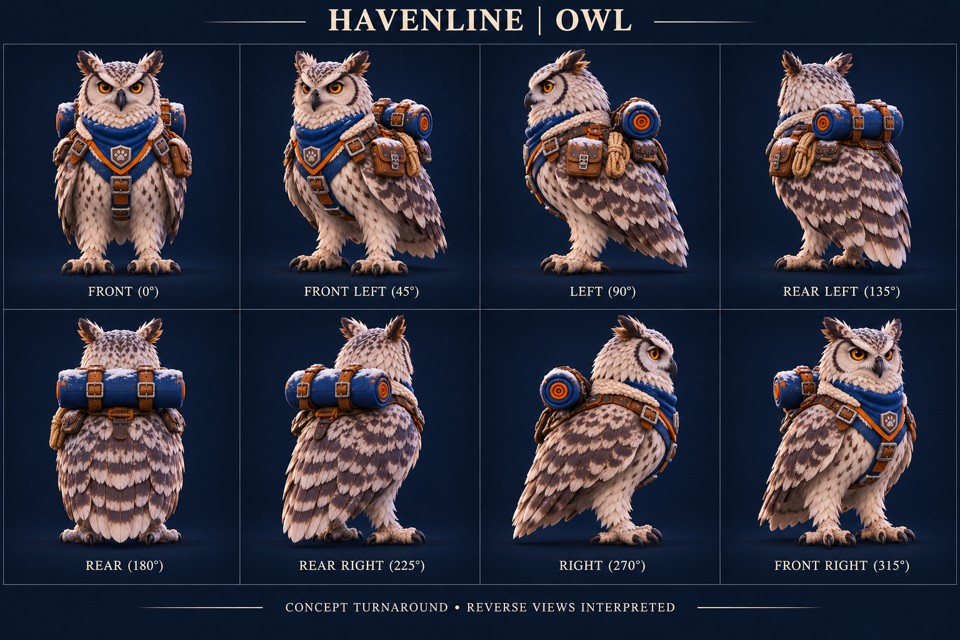 HAVENLINE | OWL
FRONT (0°)
FRONT LEFT (45°)
LEFT (90°)
REAR LEFT (135°)
REAR (180°)
REAR RIGHT (225°)
RIGHT (270°)
FRONT RIGHT (315°)
CONCEPT TURNAROUND • REVERSE VIEWS INTERPRETED